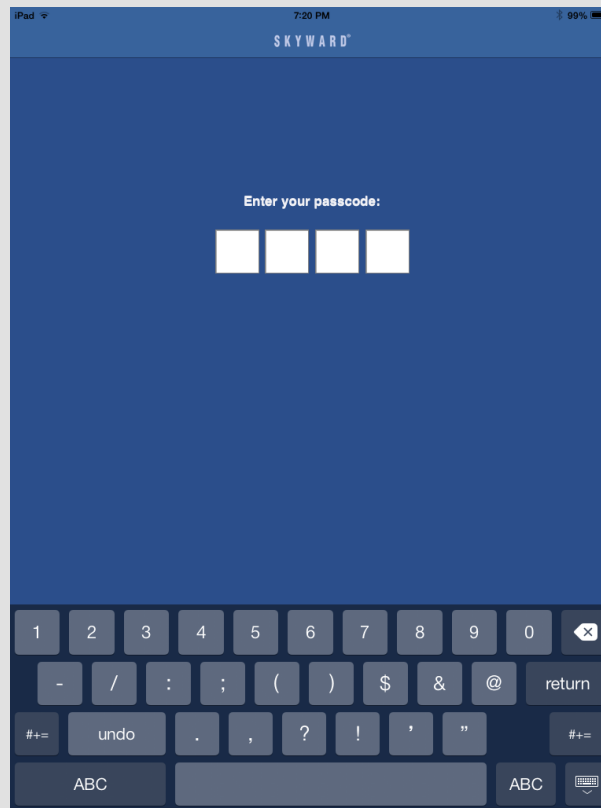 iPad 7:20 PM 99%
SKYWARD®
Enter your passcode:
1 2 3 4 5 6 7 8 9 0
- / : ; ( ) $ & @ return
#+= undo . , ? ! ' " #+=
ABC ABC